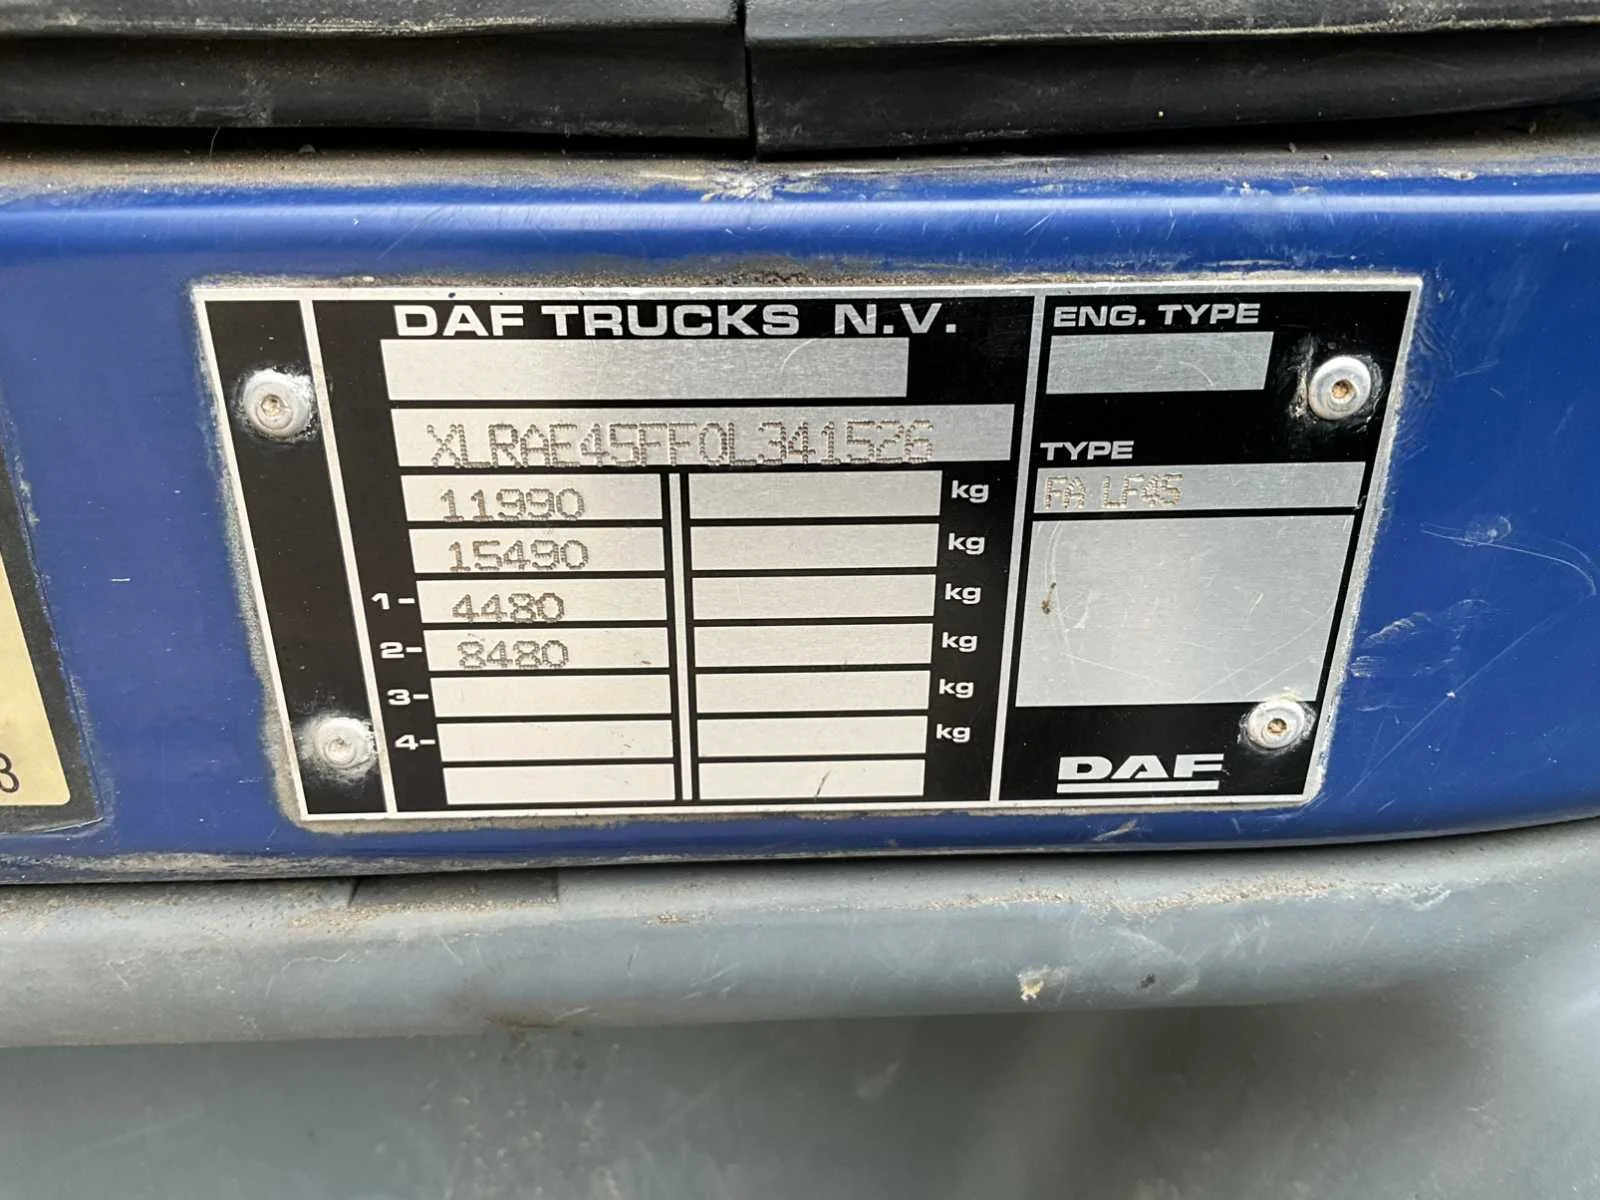 DAF TRUCKS N.V.
ENG. TYPE
XLRAE45FF0L341526
TYPE
FA LF45
11990 kg
15490 kg
1- 4480 kg
2- 8480 kg
3- kg
4- kg
DAF
3